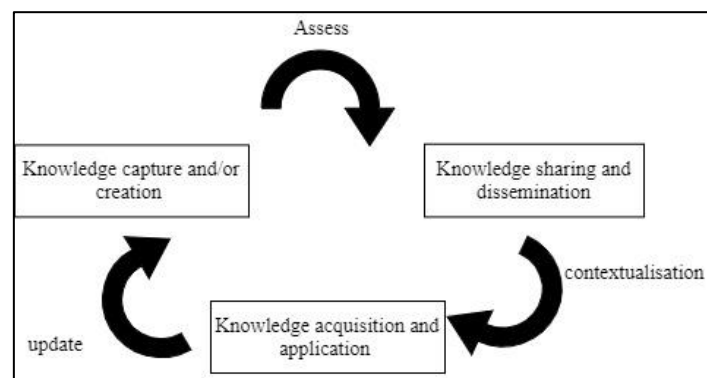 Assess
Knowledge capture and/or
creation
Knowledge sharing and
dissemination
contextualisation
Knowledge acquisition and
application
update